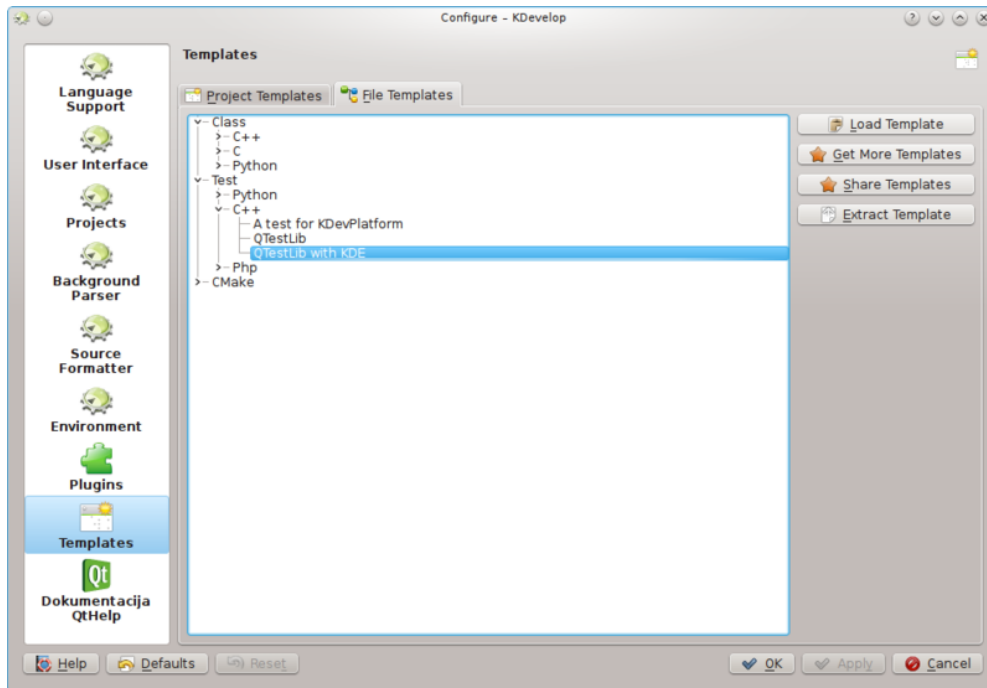 Configure – KDevelop
Language
Support
User Interface
Projects
Background
Parser
Source
Formatter
Environment
Plugins
Templates
Qt
Dokumentacija
QtHelp
Templates
Project Templates
File Templates
Class
C++
C
Python
Test
Python
C++
A test for KDevPlatform
QTestLib
QTestLib with KDE
Php
CMake
Load Template
Get More Templates
Share Templates
Extract Template
Help
Defaults
Reset
OK
Apply
Cancel